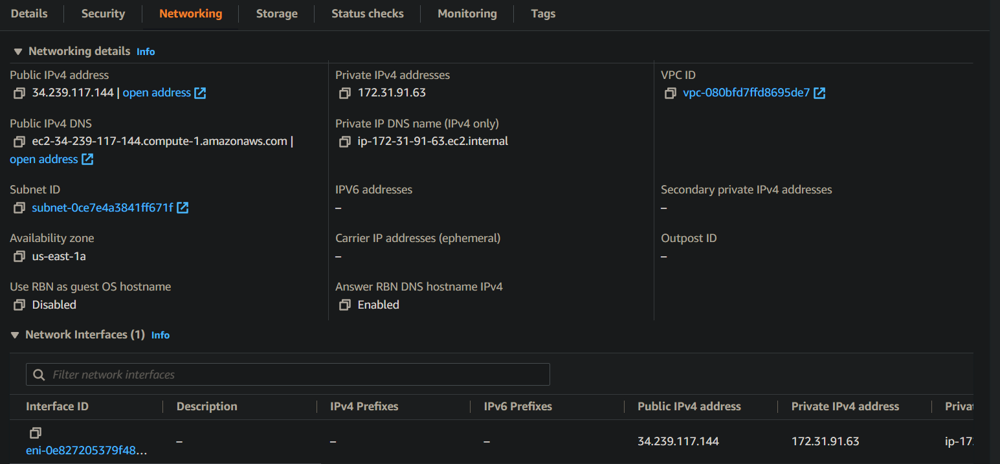 Details Security Networking Storage Status checks Monitoring Tags
Networking details Info
Public IPv4 address
34.239.117.144 | open address
Private IPv4 addresses
172.31.91.63
VPC ID
vpc-080bfd7ffd8695de7
Public IPv4 DNS
ec2-34-239-117-144.compute-1.amazonaws.com |
open address
Private IP DNS name (IPv4 only)
ip-172-31-91-63.ec2.internal
Subnet ID
subnet-0ce7e4a3841ff671f
IPV6 addresses
–
Secondary private IPv4 addresses
–
Availability zone
us-east-1a
Carrier IP addresses (ephemeral)
–
Outpost ID
–
Use RBN as guest OS hostname
Disabled
Answer RBN DNS hostname IPv4
Enabled
Network Interfaces (1) Info
Filter network interfaces
Interface ID Description IPv4 Prefixes IPv6 Prefixes Public IPv4 address Private IPv4 address
eni-0e827205379f48... – – – 34.239.117.144 172.31.91.63 ip-17